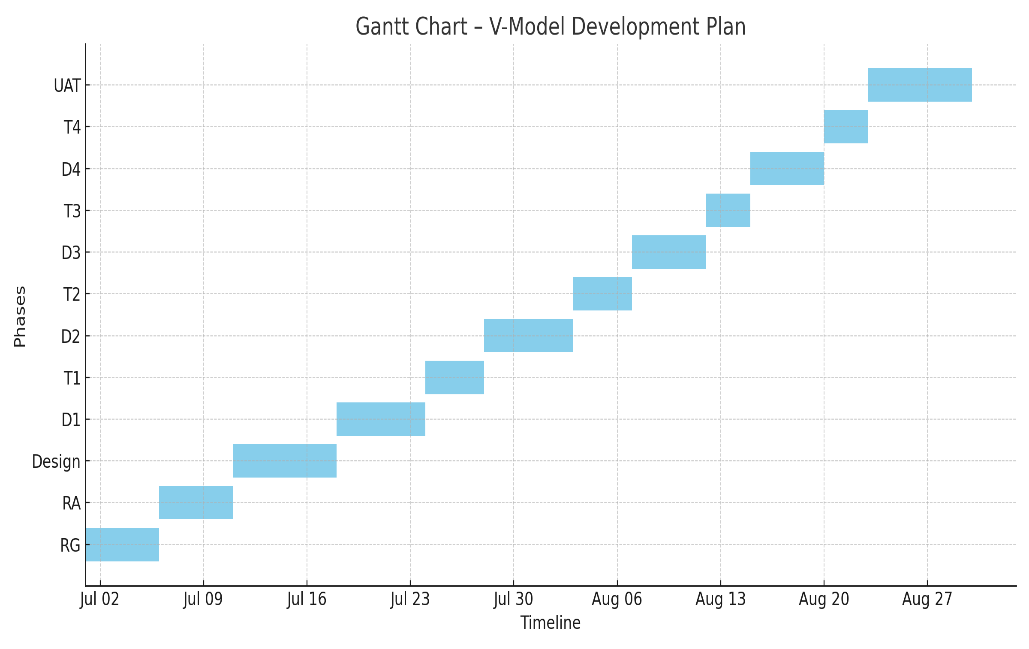 Gantt Chart – V-Model Development Plan
UAT
T4
D4
T3
D3
T2
D2
T1
D1
Design
RA
RG
Phases
Jul 02 Jul 09 Jul 16 Jul 23 Jul 30 Aug 06 Aug 13 Aug 20 Aug 27
Timeline